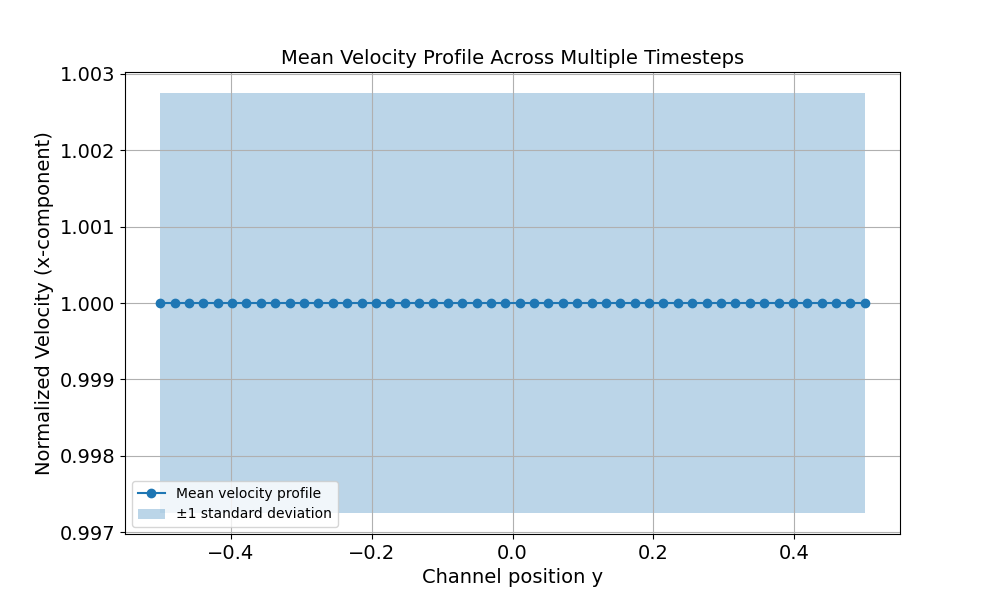 Mean Velocity Profile Across Multiple Timesteps
Normalized Velocity (x-component)
1.003
1.002
1.001
1.000
0.999
0.998
0.997
Mean velocity profile
±1 standard deviation
−0.4
−0.2
0.0
0.2
0.4
Channel position y